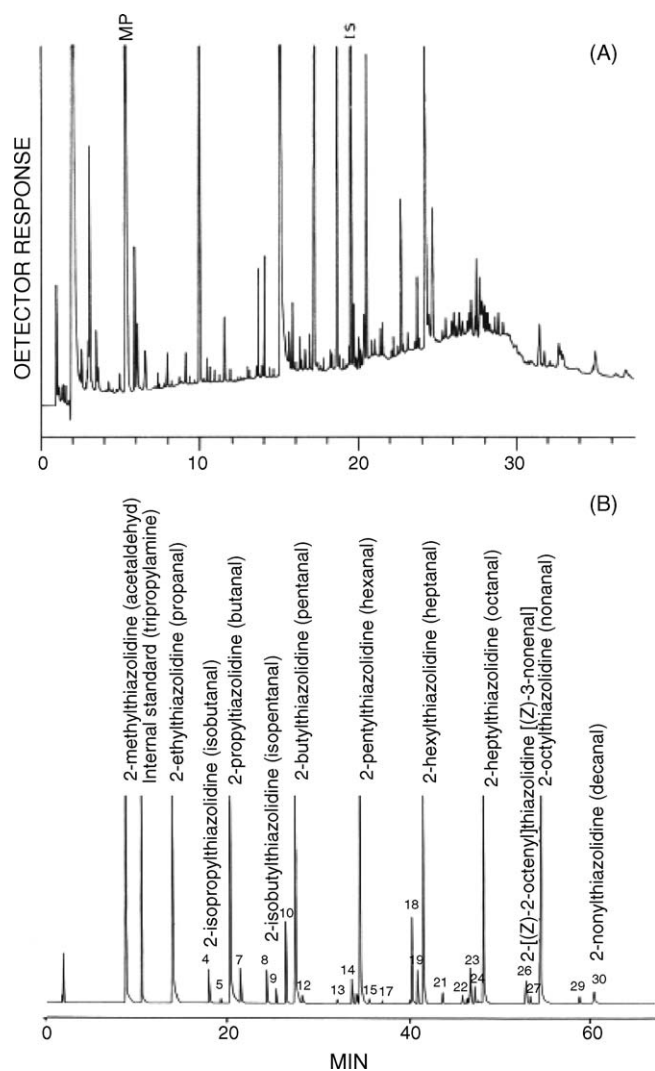 MP
IS
(A)
OETECTOR RESPONSE
0
10
20
30
(B)
2-methylthiazolidine (acetaldehyd)
Internal standard (tripropylamine)
2-ethylthiazolidine (propanal)
2-isopropylthiazolidine (isobutanal)
2-propyltiazolidine (butanal)
2-isobutylthiazolidine (isopentanal)
2-butylthiazolidine (pentanal)
2-pentylthiazolidine (hexanal)
2-hexylthiazolidine (heptanal)
2-heptylthiazolidine (octanal)
2-[(Z)-2-octenyl]thiazolidine [(Z)-3-nonenal]
2-octylthiazolidine (nonanal)
2-nonylthiazolidine (decanal)
4
5
7
8
9
10
12
13
14
15
17
18
19
21
22
23
24
26
27
29
30
0
20
40
60
MIN